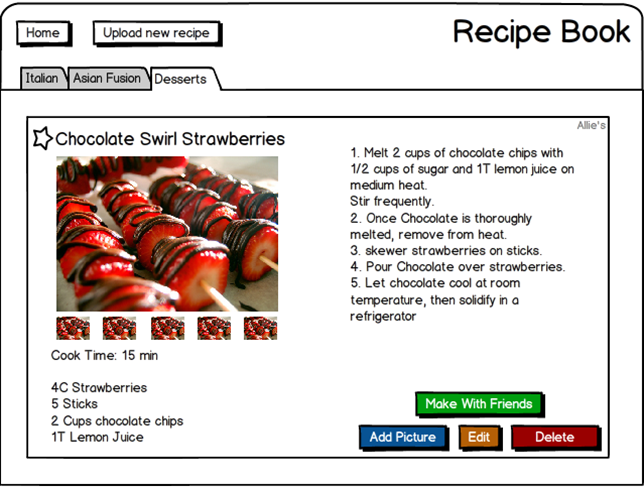 Home
Upload new recipe
Recipe Book
Italian
Asian Fusion
Desserts
Allie's
Chocolate Swirl Strawberries
Cook Time: 15 min
4C Strawberries
5 Sticks
2 Cups chocolate chips
1T Lemon Juice
1. Melt 2 cups of chocolate chips with
1/2 cups of sugar and 1T lemon juice on
medium heat.
Stir frequently.
2. Once Chocolate is thoroughly
melted, remove from heat.
3. skewer strawberries on sticks.
4. Pour Chocolate over strawberries.
5. Let chocolate cool at room
temperature, then solidify in a
refrigerator
Make With Friends
Add Picture
Edit
Delete